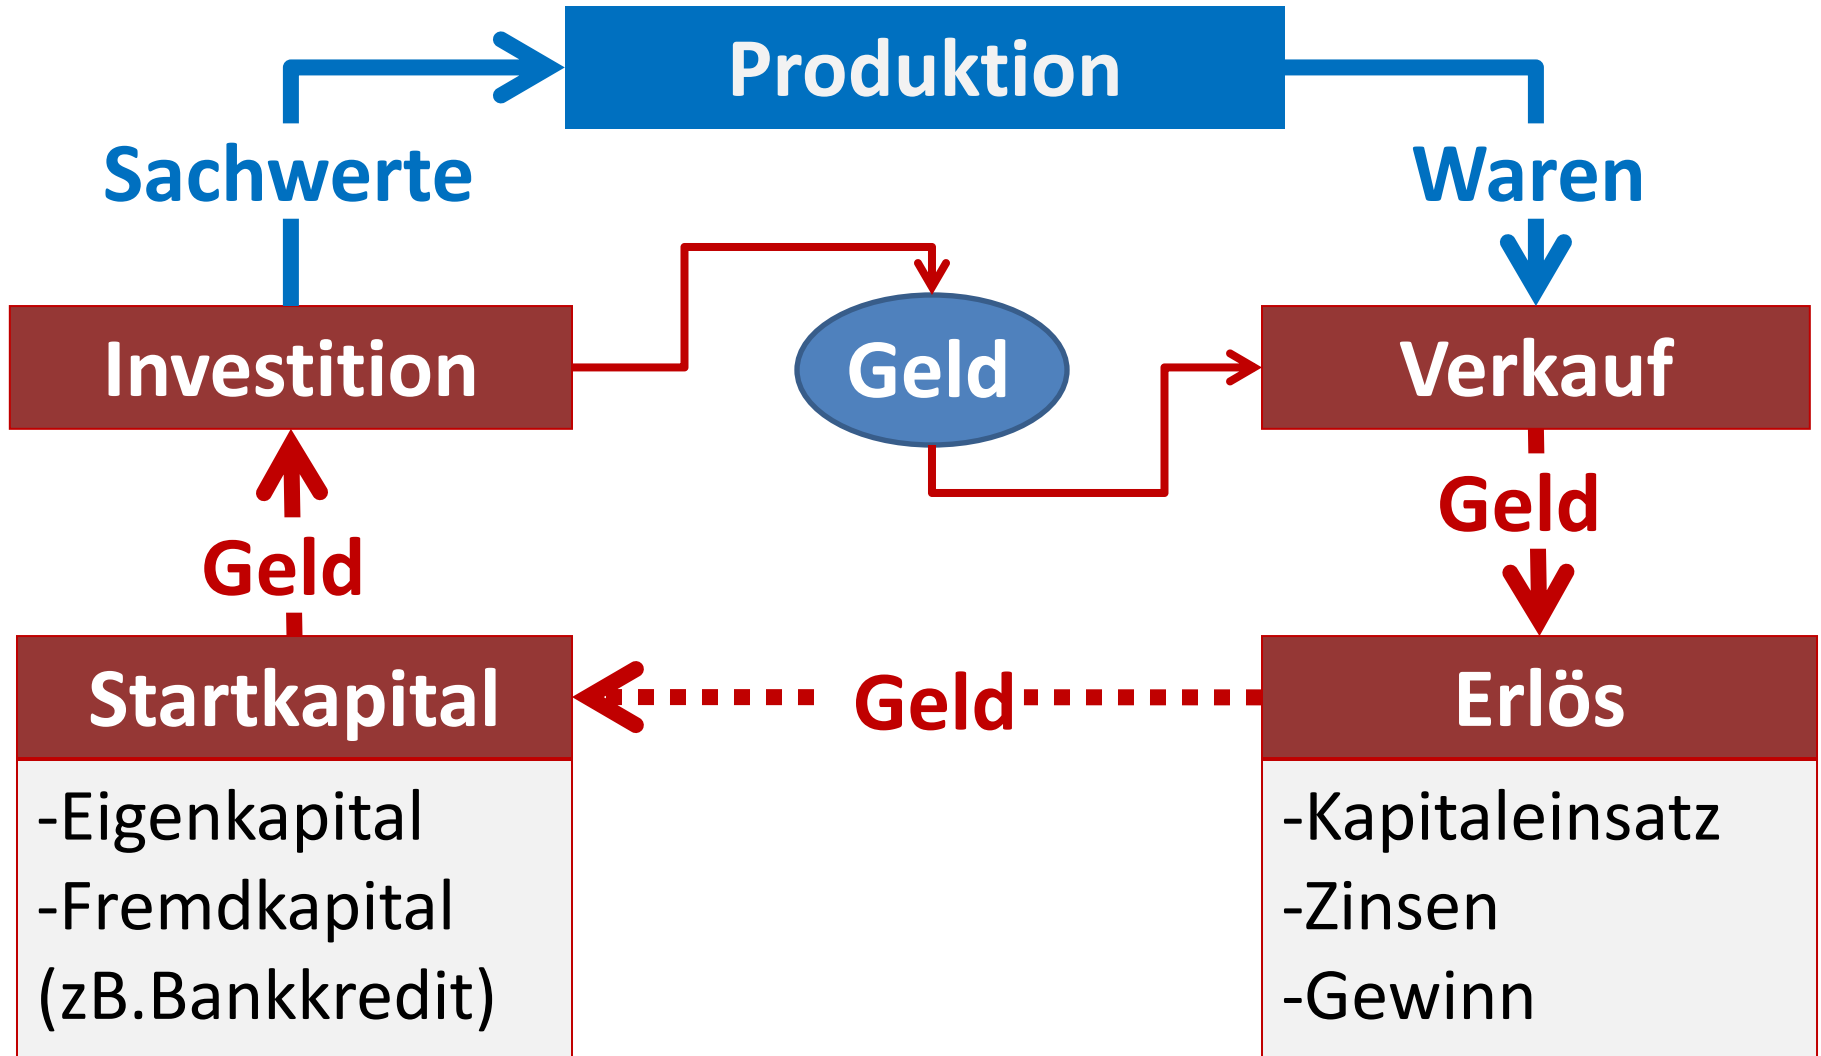 Produktion
Sachwerte
Waren
Investition
Geld
Verkauf
Geld
Geld
Startkapital
Geld
Erlös
-Eigenkapital
-Fremdkapital
(zB.Bankkredit)
-Kapitaleinsatz
-Zinsen
-Gewinn